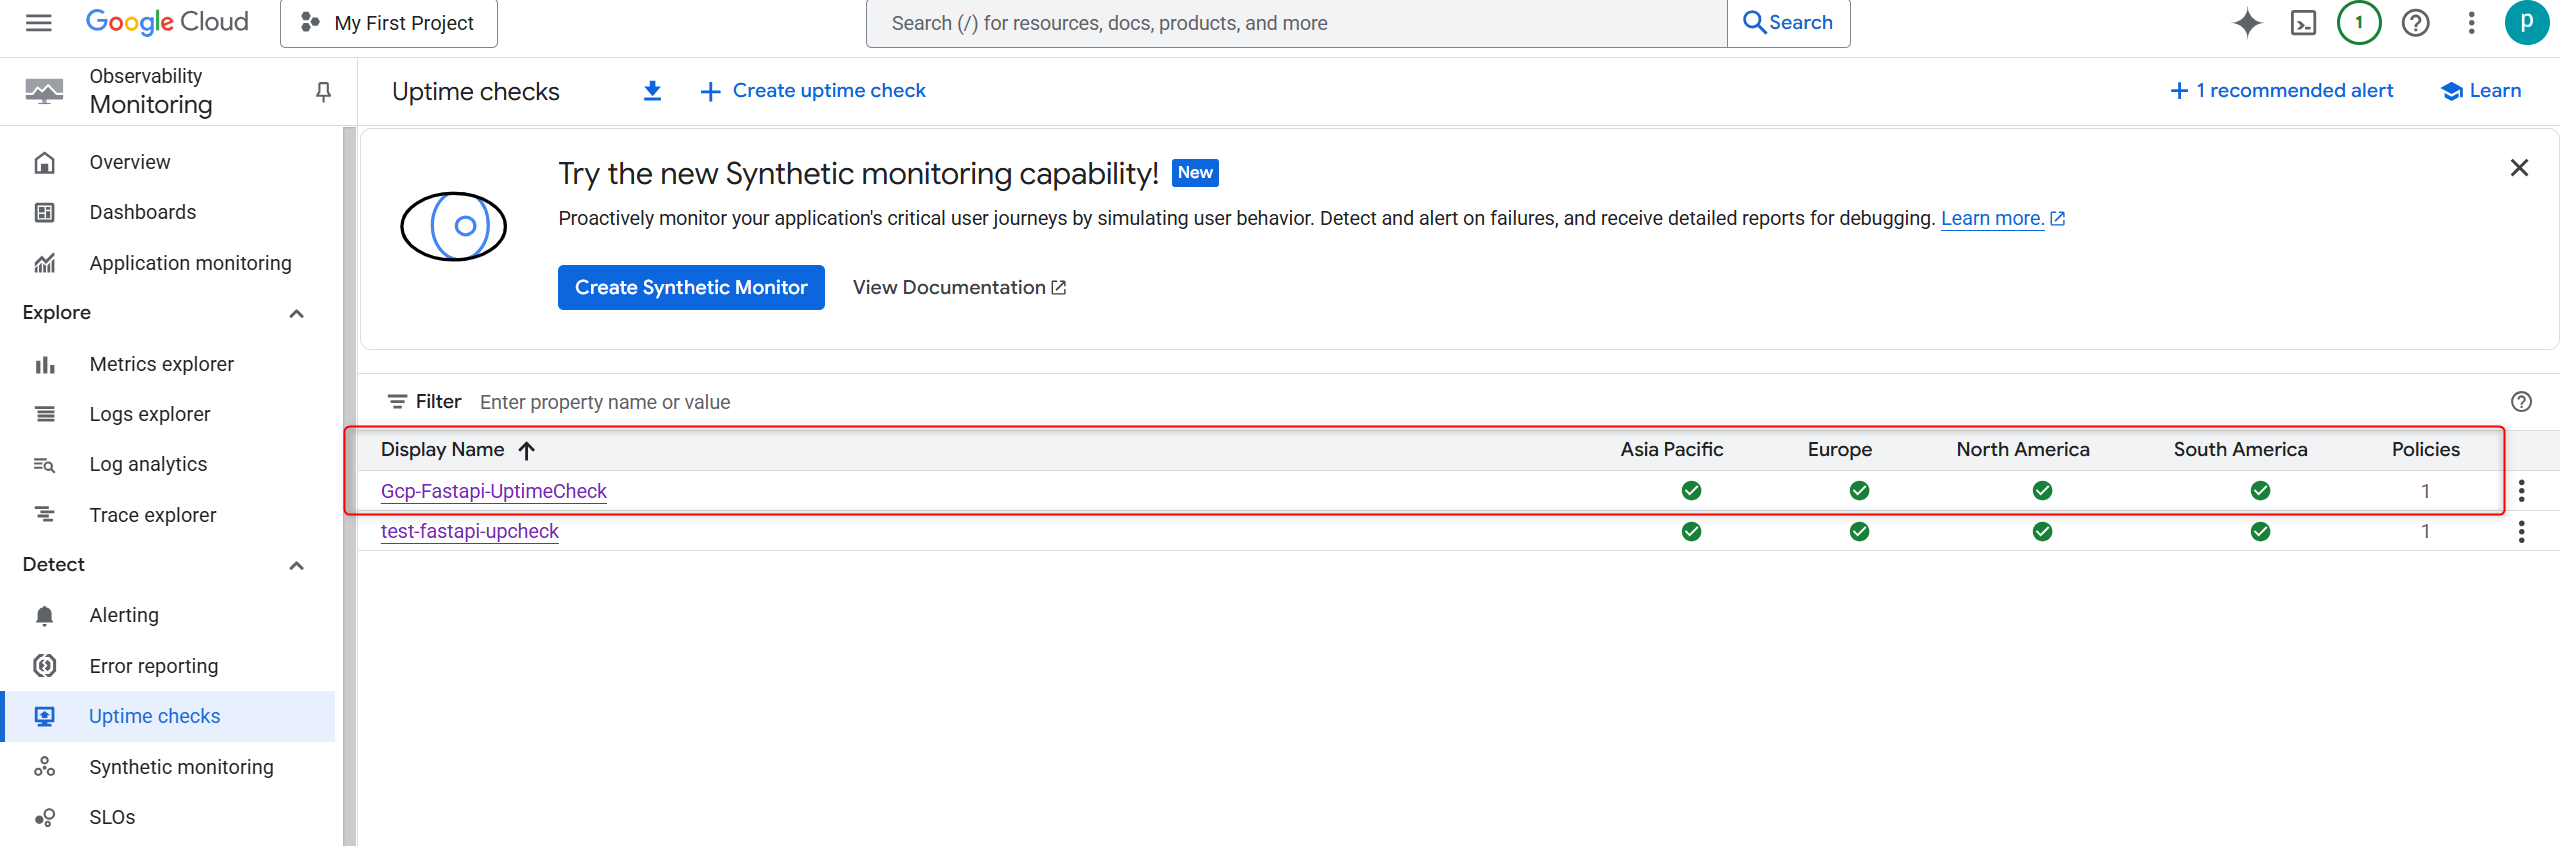 Google Cloud
My First Project
Search (/) for resources, docs, products, and more
Search
1
p
Observability
Monitoring
Uptime checks
Create uptime check
1 recommended alert
Learn
Overview
Dashboards
Application monitoring
Explore
Metrics explorer
Logs explorer
Log analytics
Trace explorer
Detect
Alerting
Error reporting
Uptime checks
Synthetic monitoring
SLOs
Try the new Synthetic monitoring capability! New
Proactively monitor your application's critical user journeys by simulating user behavior. Detect and alert on failures, and receive detailed reports for debugging. Learn more.
Create Synthetic Monitor View Documentation
Filter Enter property name or value
Display Name Asia Pacific Europe North America South America Policies
Gcp-Fastapi-UptimeCheck 1
test-fastapi-upcheck 1